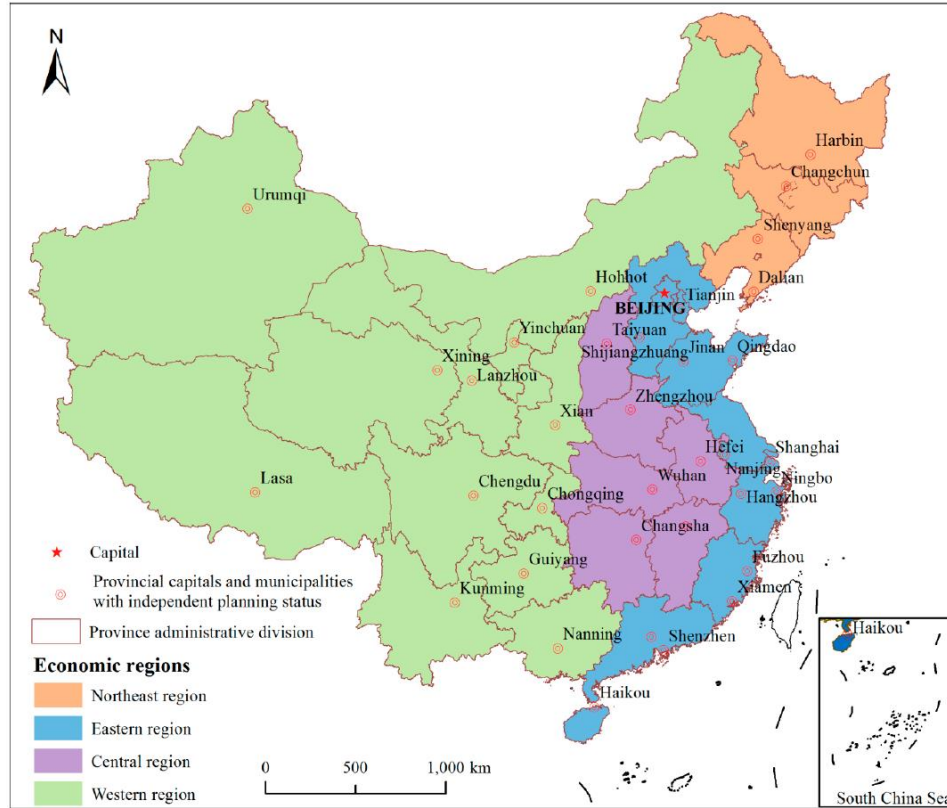 N
Harbin
Changchun
Urumqi
Shenyang
Hohhot
Dalian
Tianjin
BEIJING
Yinchuan
Taiyuan
Xining
Shijiangzhuang
Jinan
Qingdao
Lanzhou
Zhengzhou
Xian
Hefei
Shanghai
Lasa
Chengdu
Wuhan
Nanjing
Ningbo
Chongqing
Hangzhou
Changsha
Capital
Guiyang
Fuzhou
Provincial capitals and municipalities
with independent planning status
Kunming
Xiamen
Province administrative division
Nanning
Shenzhen
Haikou
Economic regions
Northeast region
Haikou
Eastern region
Central region
0 500 1,000 km
Western region
South China Sea